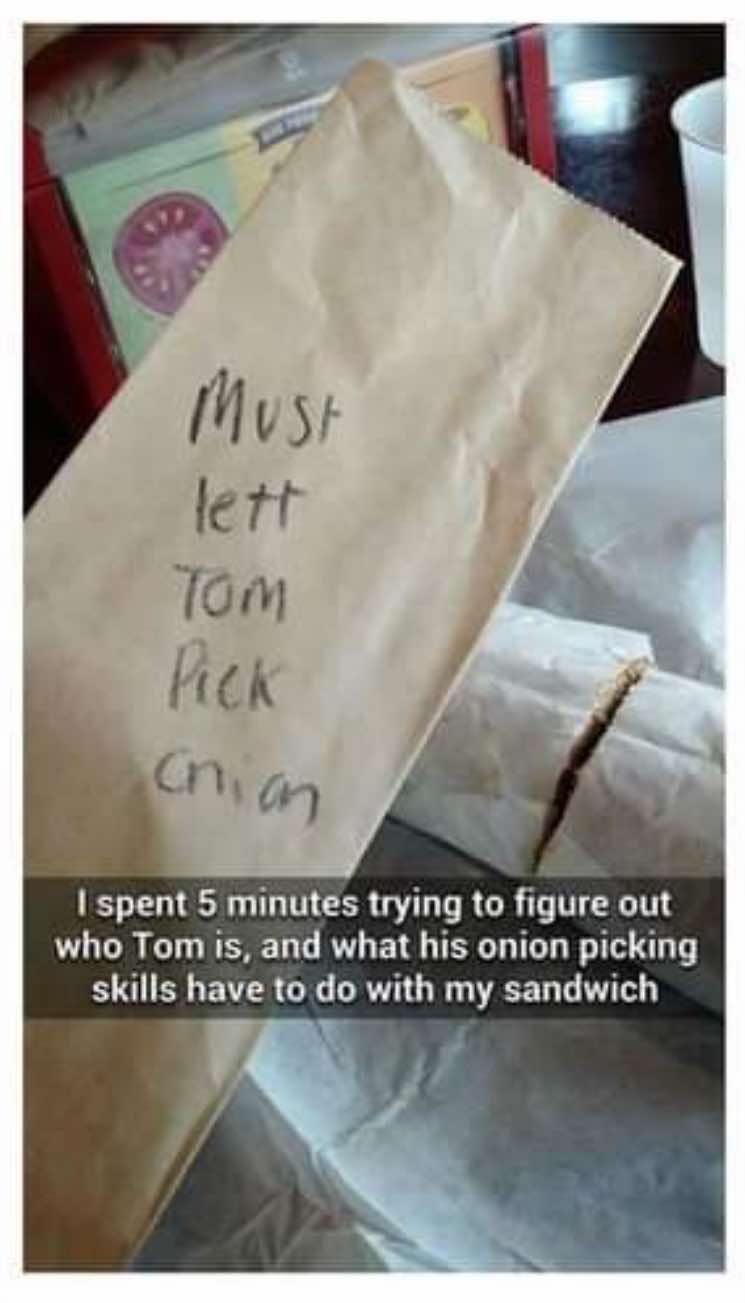 Must
lett
TOM
Pick
Onion
I spent 5 minutes trying to figure out
who Tom is, and what his onion picking
skills have to do with my sandwich